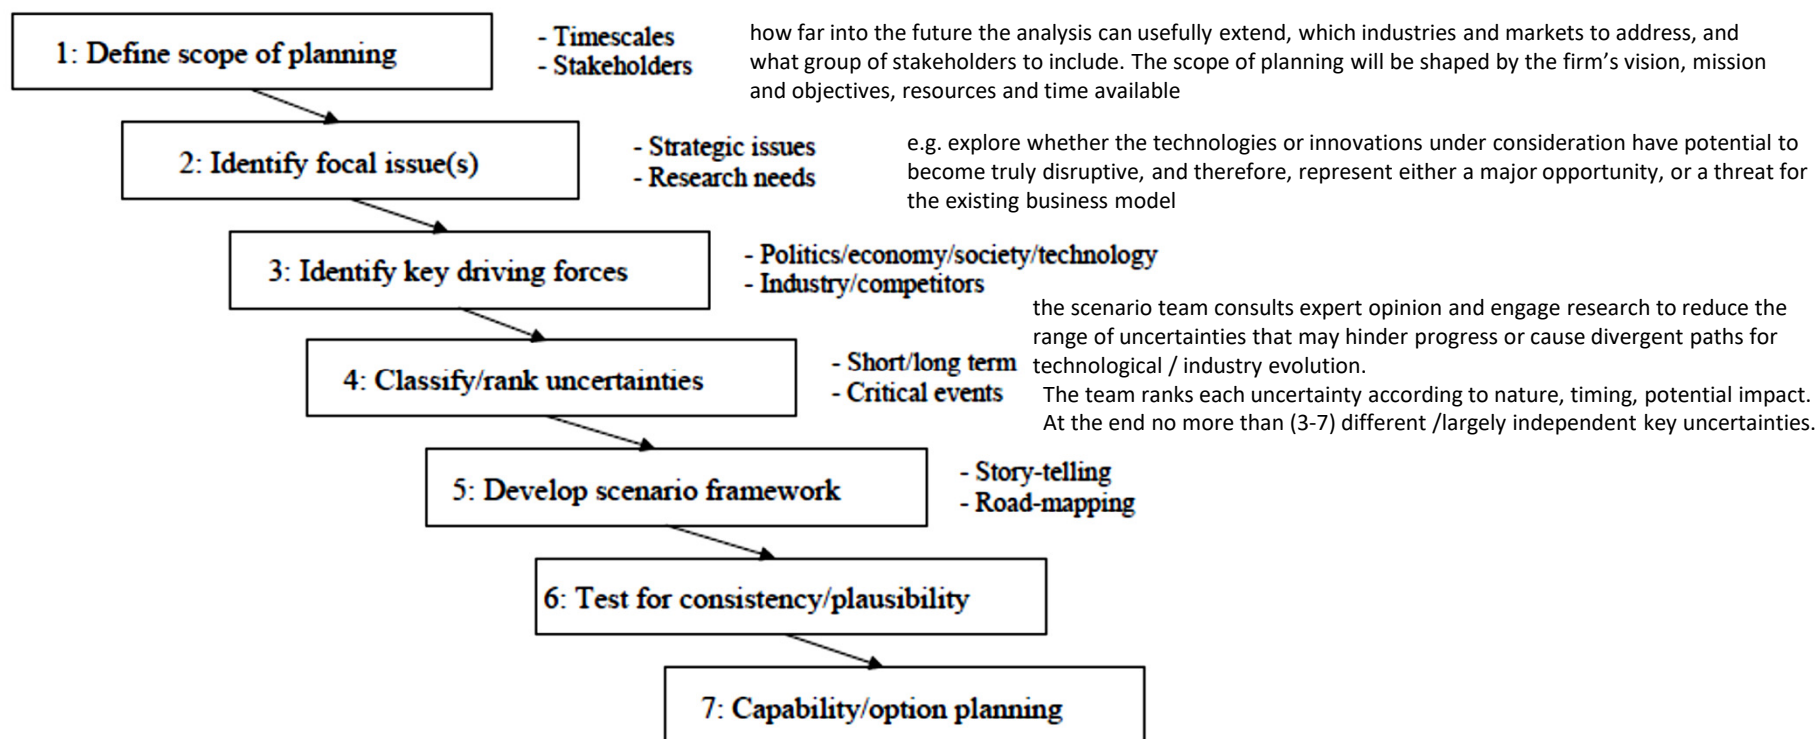 1: Define scope of planning
- Timescales
- Stakeholders
how far into the future the analysis can usefully extend, which industries and markets to address, and
what group of stakeholders to include. The scope of planning will be shaped by the firm’s vision, mission
and objectives, resources and time available
2: Identify focal issue(s)
- Strategic issues
- Research needs
e.g. explore whether the technologies or innovations under consideration have potential to
become truly disruptive, and therefore, represent either a major opportunity, or a threat for
the existing business model
3: Identify key driving forces
- Politics/economy/society/technology
- Industry/competitors
the scenario team consults expert opinion and engage research to reduce the
range of uncertainties that may hinder progress or cause divergent paths for
technological / industry evolution.
The team ranks each uncertainty according to nature, timing, potential impact.
At the end no more than (3-7) different /largely independent key uncertainties.
4: Classify/rank uncertainties
- Short/long term
- Critical events
5: Develop scenario framework
- Story-telling
- Road-mapping
6: Test for consistency/plausibility
7: Capability/option planning